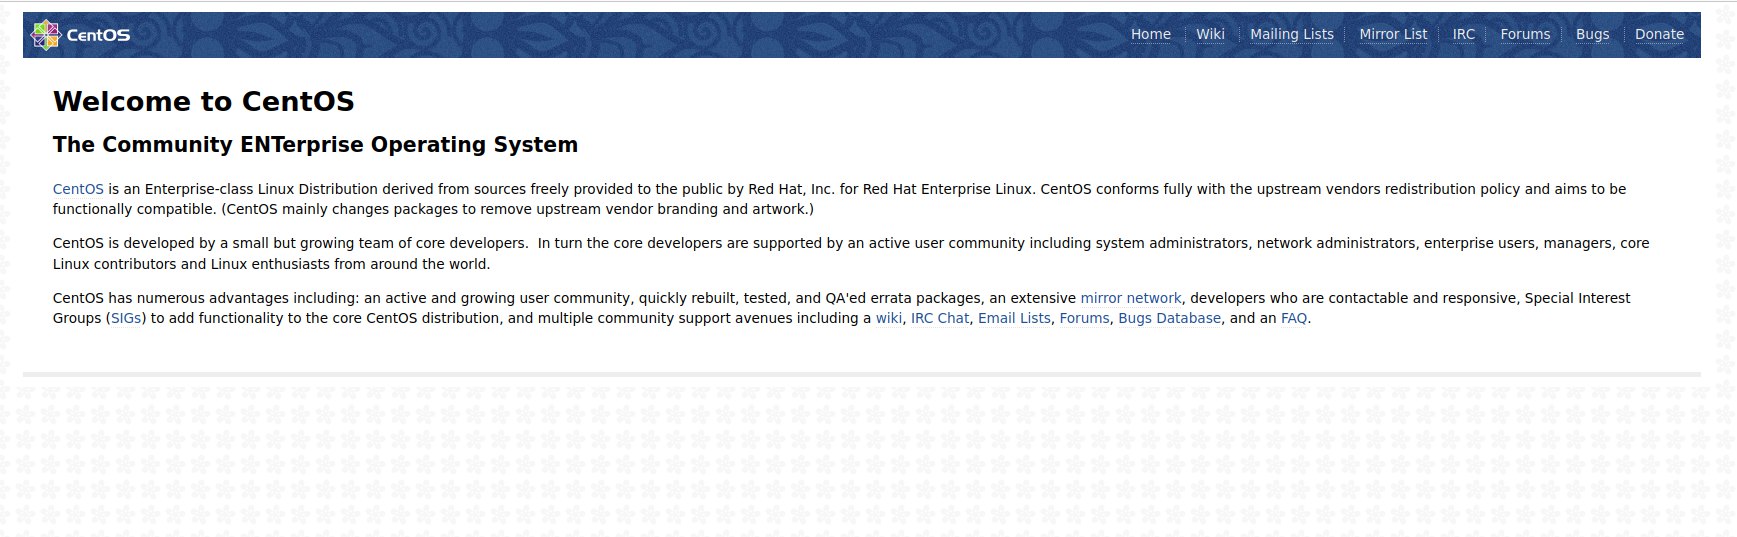 CentOS Home Wiki Mailing Lists Mirror List IRC Forums Bugs Donate
Welcome to CentOS
The Community ENTerprise Operating System
CentOS is an Enterprise-class Linux Distribution derived from sources freely provided to the public by Red Hat, Inc. for Red Hat Enterprise Linux. CentOS conforms fully with the upstream vendors redistribution policy and aims to be
functionally compatible. (CentOS mainly changes packages to remove upstream vendor branding and artwork.)
CentOS is developed by a small but growing team of core developers.  In turn the core developers are supported by an active user community including system administrators, network administrators, enterprise users, managers, core
Linux contributors and Linux enthusiasts from around the world.
CentOS has numerous advantages including: an active and growing user community, quickly rebuilt, tested, and QA'ed errata packages, an extensive mirror network, developers who are contactable and responsive, Special Interest
Groups (SIGs) to add functionality to the core CentOS distribution, and multiple community support avenues including a wiki, IRC Chat, Email Lists, Forums, Bugs Database, and an FAQ.